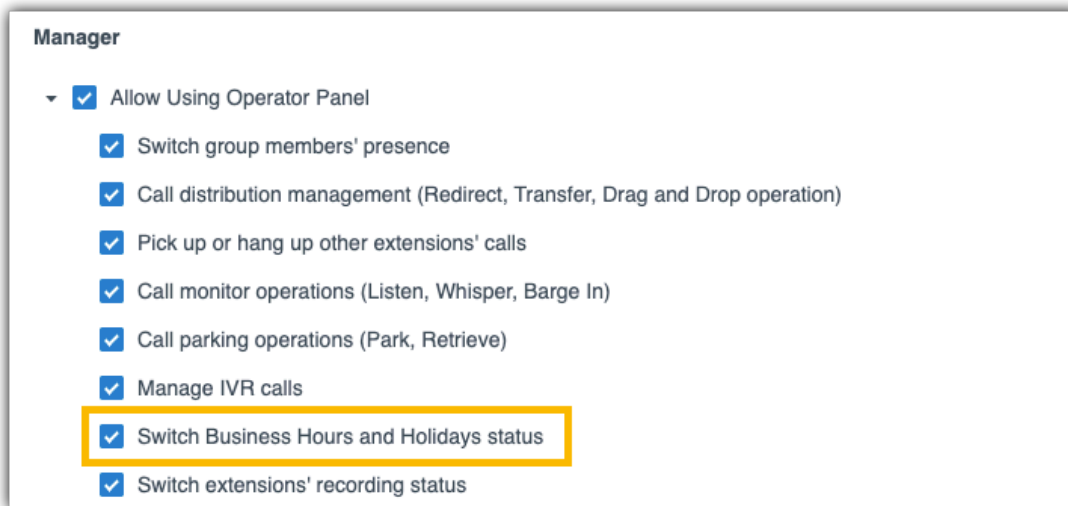 Manager
Allow Using Operator Panel
Switch group members' presence
Call distribution management (Redirect, Transfer, Drag and Drop operation)
Pick up or hang up other extensions' calls
Call monitor operations (Listen, Whisper, Barge In)
Call parking operations (Park, Retrieve)
Manage IVR calls
Switch Business Hours and Holidays status
Switch extensions' recording status